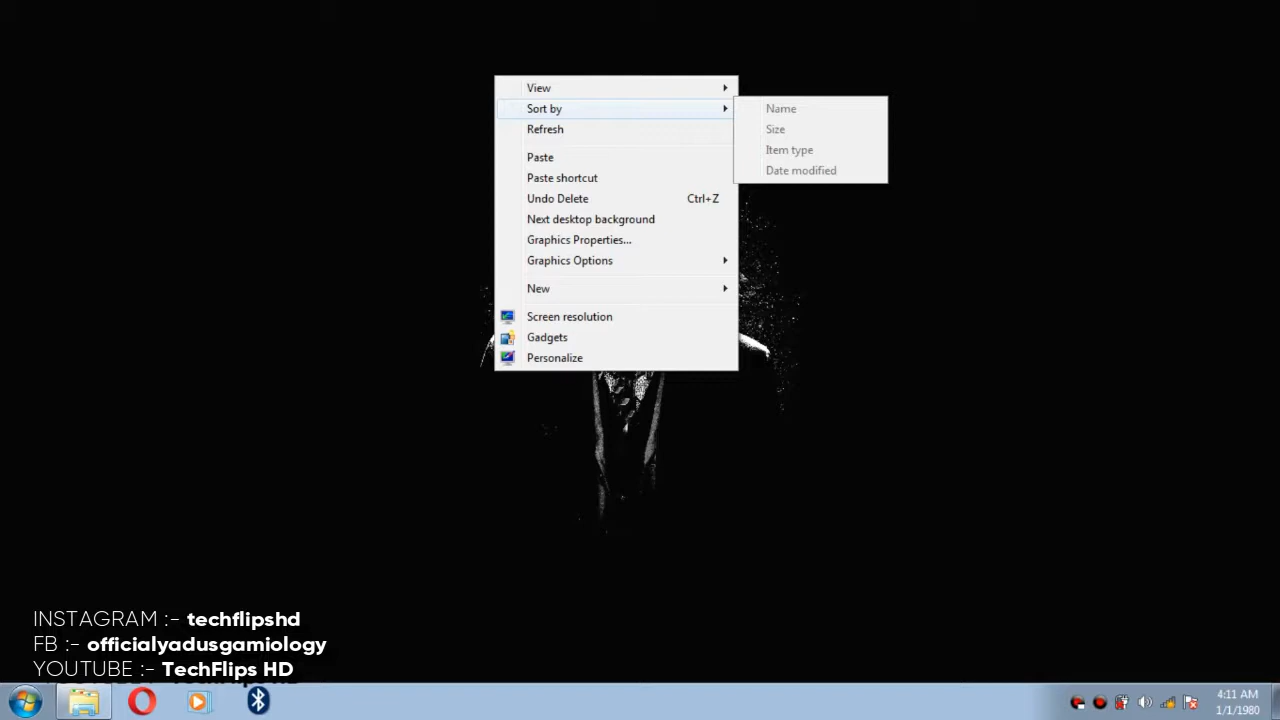 View
Sort by
Refresh
Paste
Paste shortcut
Undo Delete Ctrl+Z
Next desktop background
Graphics Properties...
Graphics Options
New
Screen resolution
Gadgets
Personalize
Name
Size
Item type
Date modified
INSTAGRAM :- techflipshd
FB :- officialyadusgamiology
YOUTUBE :- TechFlips HD
4:11 AM
1/1/1980